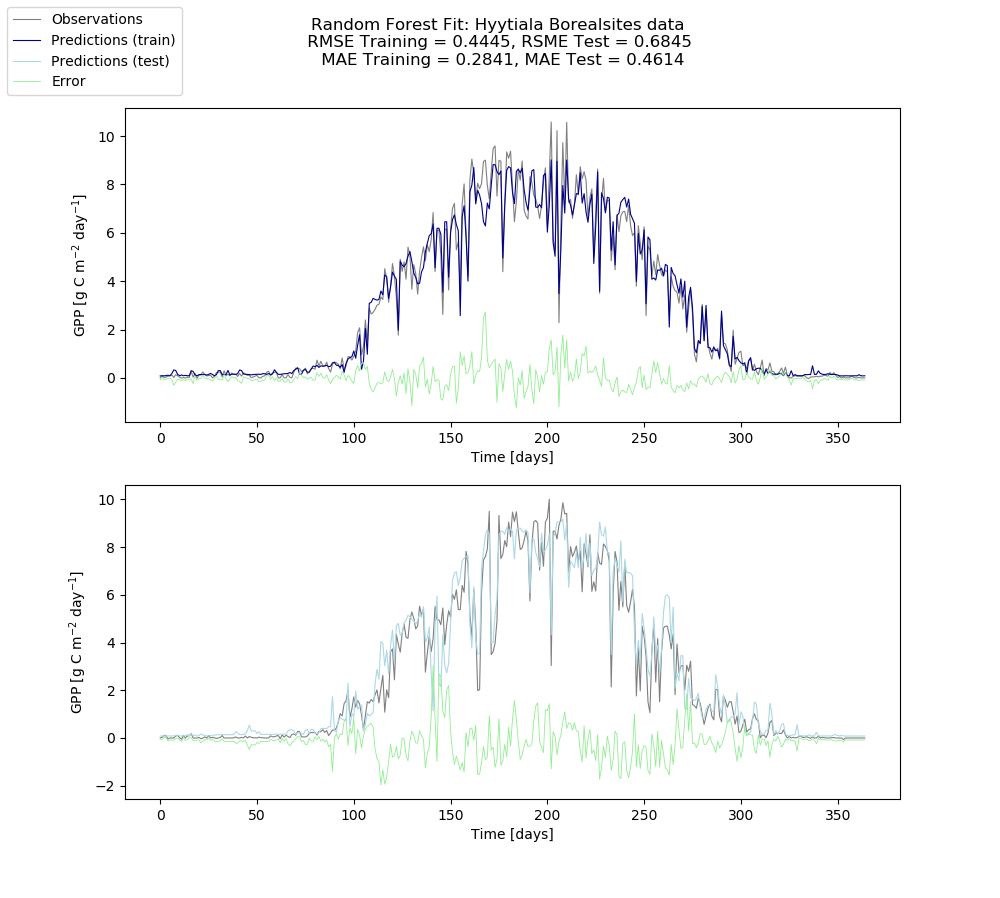 Observations
Predictions (train)
Predictions (test)
Error
Random Forest Fit: Hyytiala Borealsites data
RMSE Training = 0.4445, RSME Test = 0.6845
MAE Training = 0.2841, MAE Test = 0.4614
10
8
6
4
2
0
GPP [g C m⁻² day⁻¹]
0 50 100 150 200 250 300 350
Time [days]
10
8
6
4
2
0
−2
GPP [g C m⁻² day⁻¹]
0 50 100 150 200 250 300 350
Time [days]